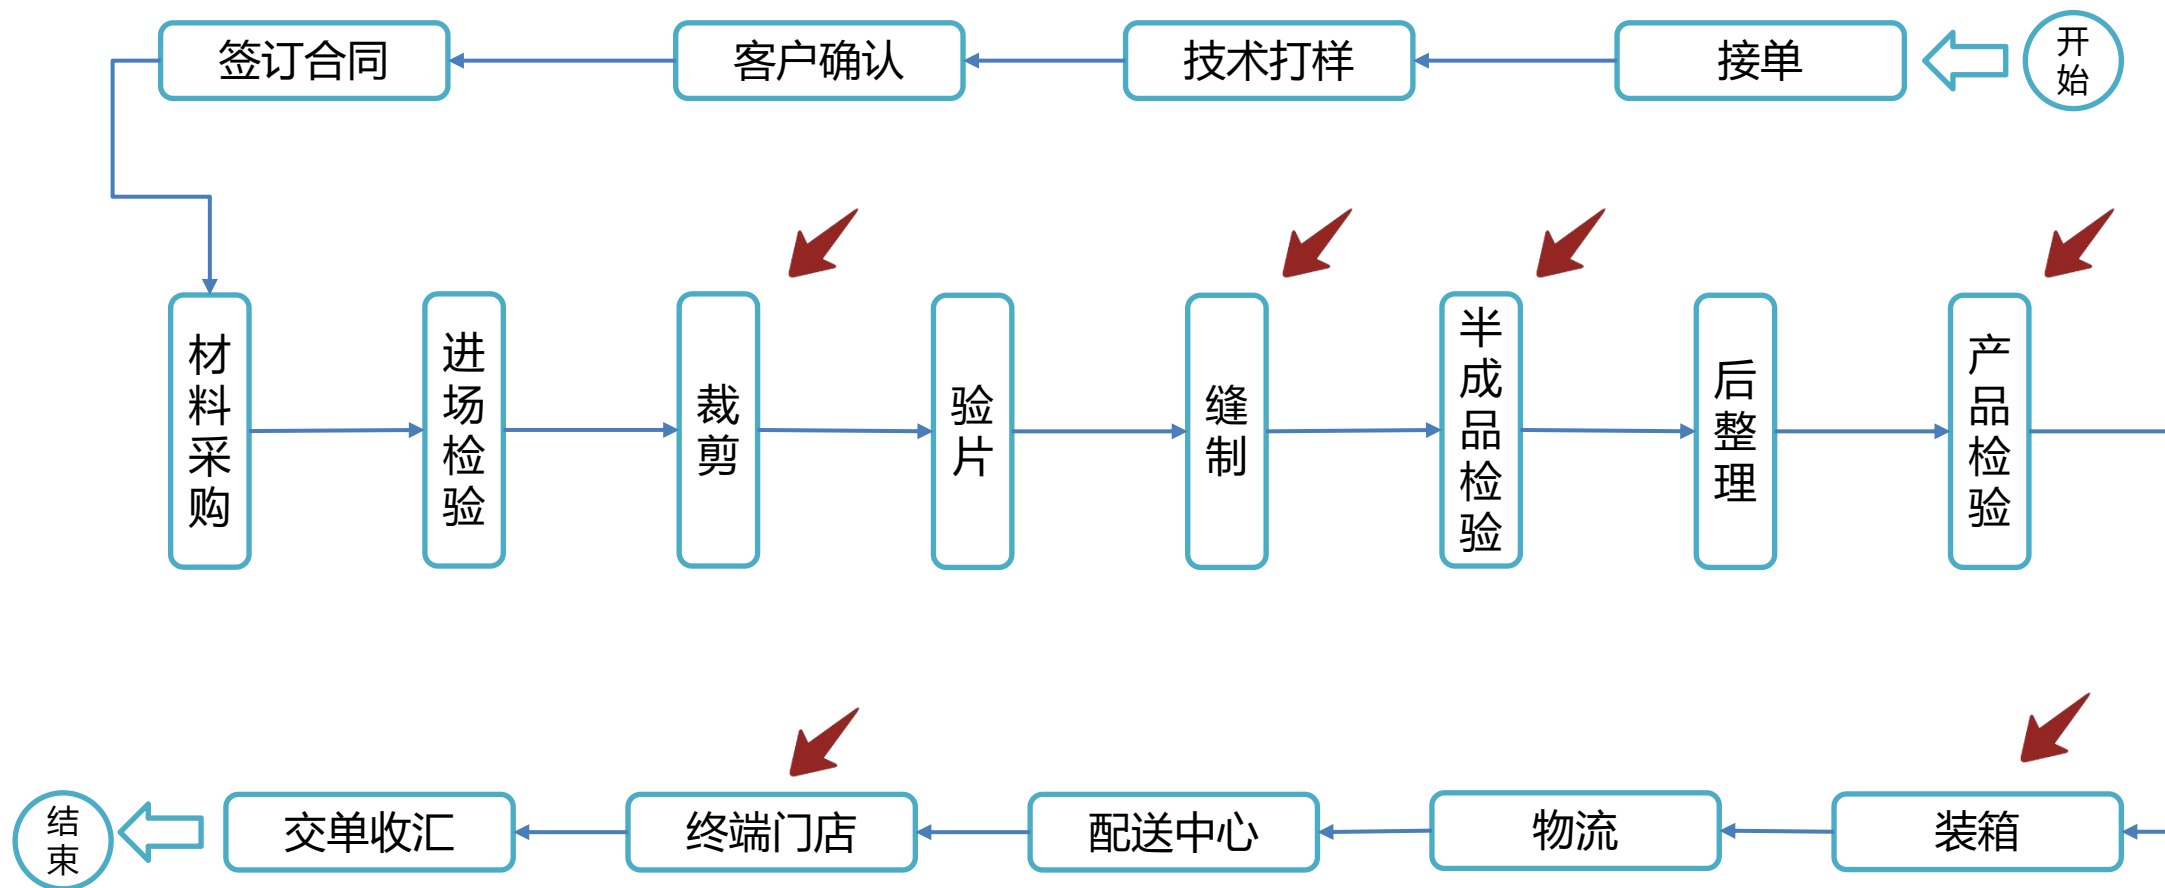 开始
接单
技术打样
客户确认
签订合同
材料采购
进场检验
裁剪
验片
缝制
半成品检验
后整理
产品检验
装箱
物流
配送中心
终端门店
交单收汇
结束